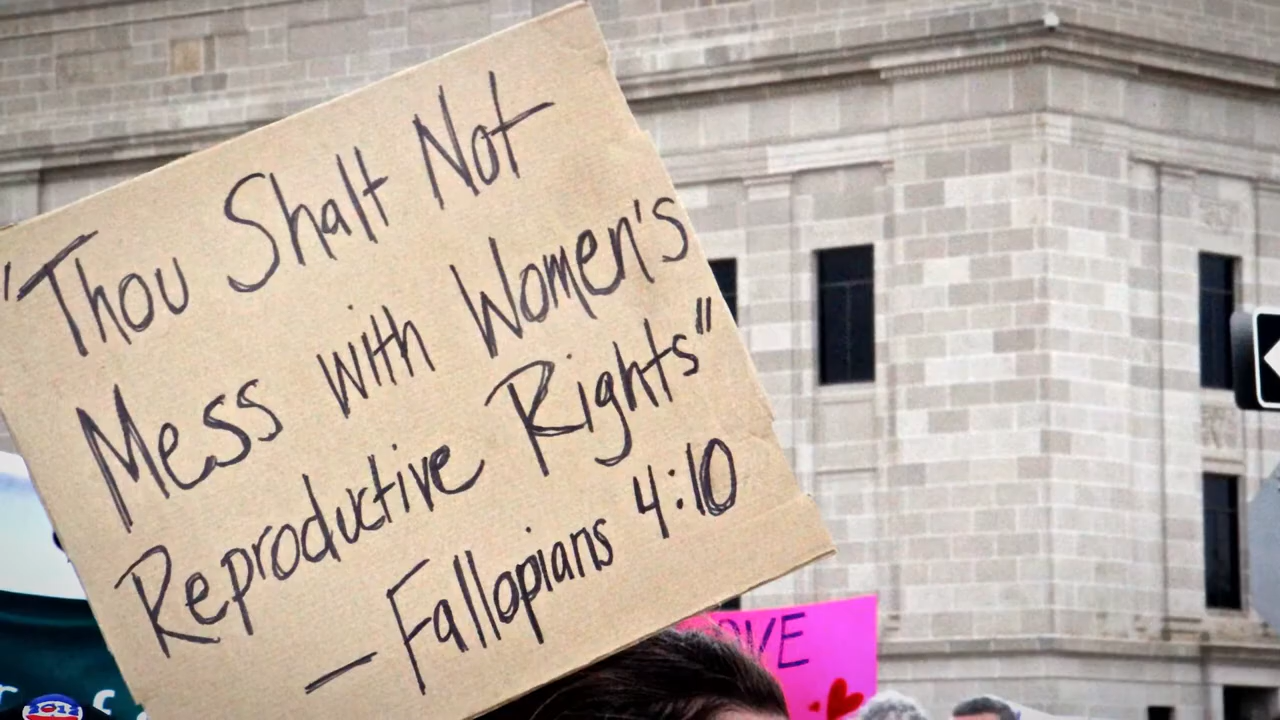 "Thou Shalt Not
Mess with Women's
Reproductive Rights"
— Fallopians 4:10